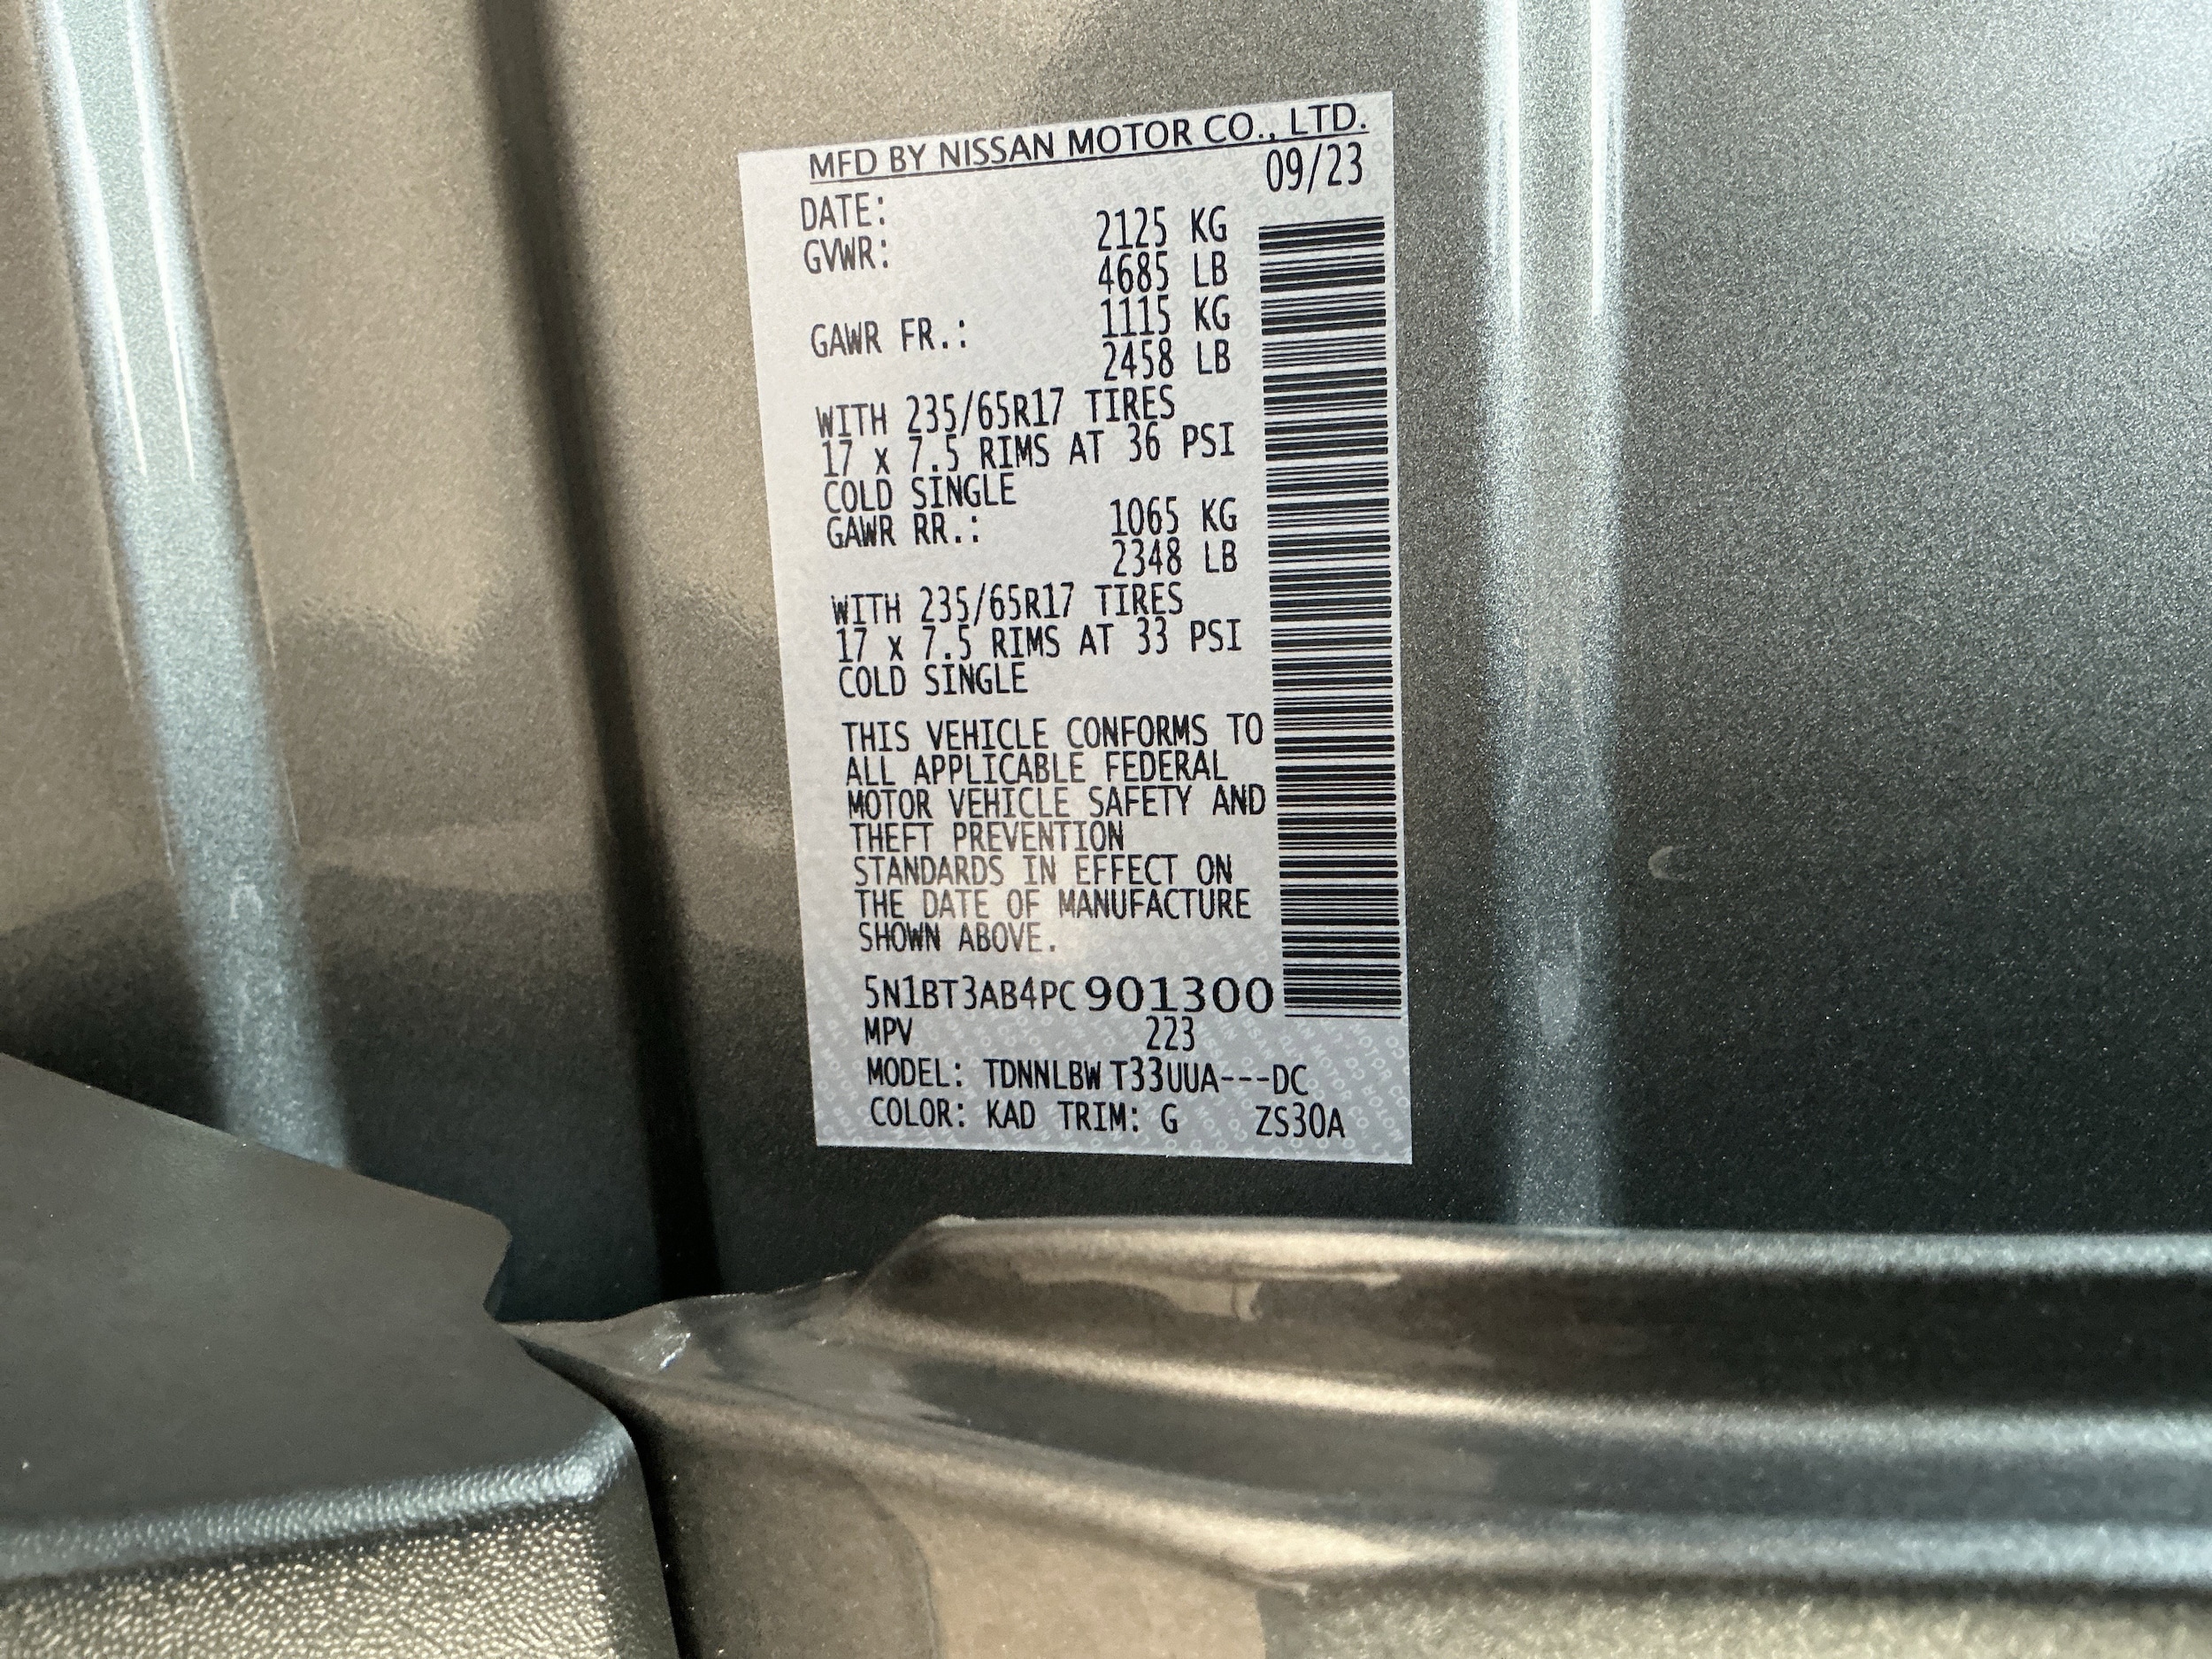 MFD BY NISSAN MOTOR CO., LTD.
DATE: 09/23
GVWR: 2125 KG
4685 LB
GAWR FR.: 1115 KG
2458 LB
WITH 235/65R17 TIRES
17 x 7.5 RIMS AT 36 PSI
COLD SINGLE
GAWR RR.: 1065 KG
2348 LB
WITH 235/65R17 TIRES
17 x 7.5 RIMS AT 33 PSI
COLD SINGLE
THIS VEHICLE CONFORMS TO
ALL APPLICABLE FEDERAL
MOTOR VEHICLE SAFETY AND
THEFT PREVENTION
STANDARDS IN EFFECT ON
THE DATE OF MANUFACTURE
SHOWN ABOVE.
5N1BT3AB4PC901300
MPV 223
MODEL: TDNNLBW T33UUA---DC
COLOR: KAD TRIM: G ZS30A